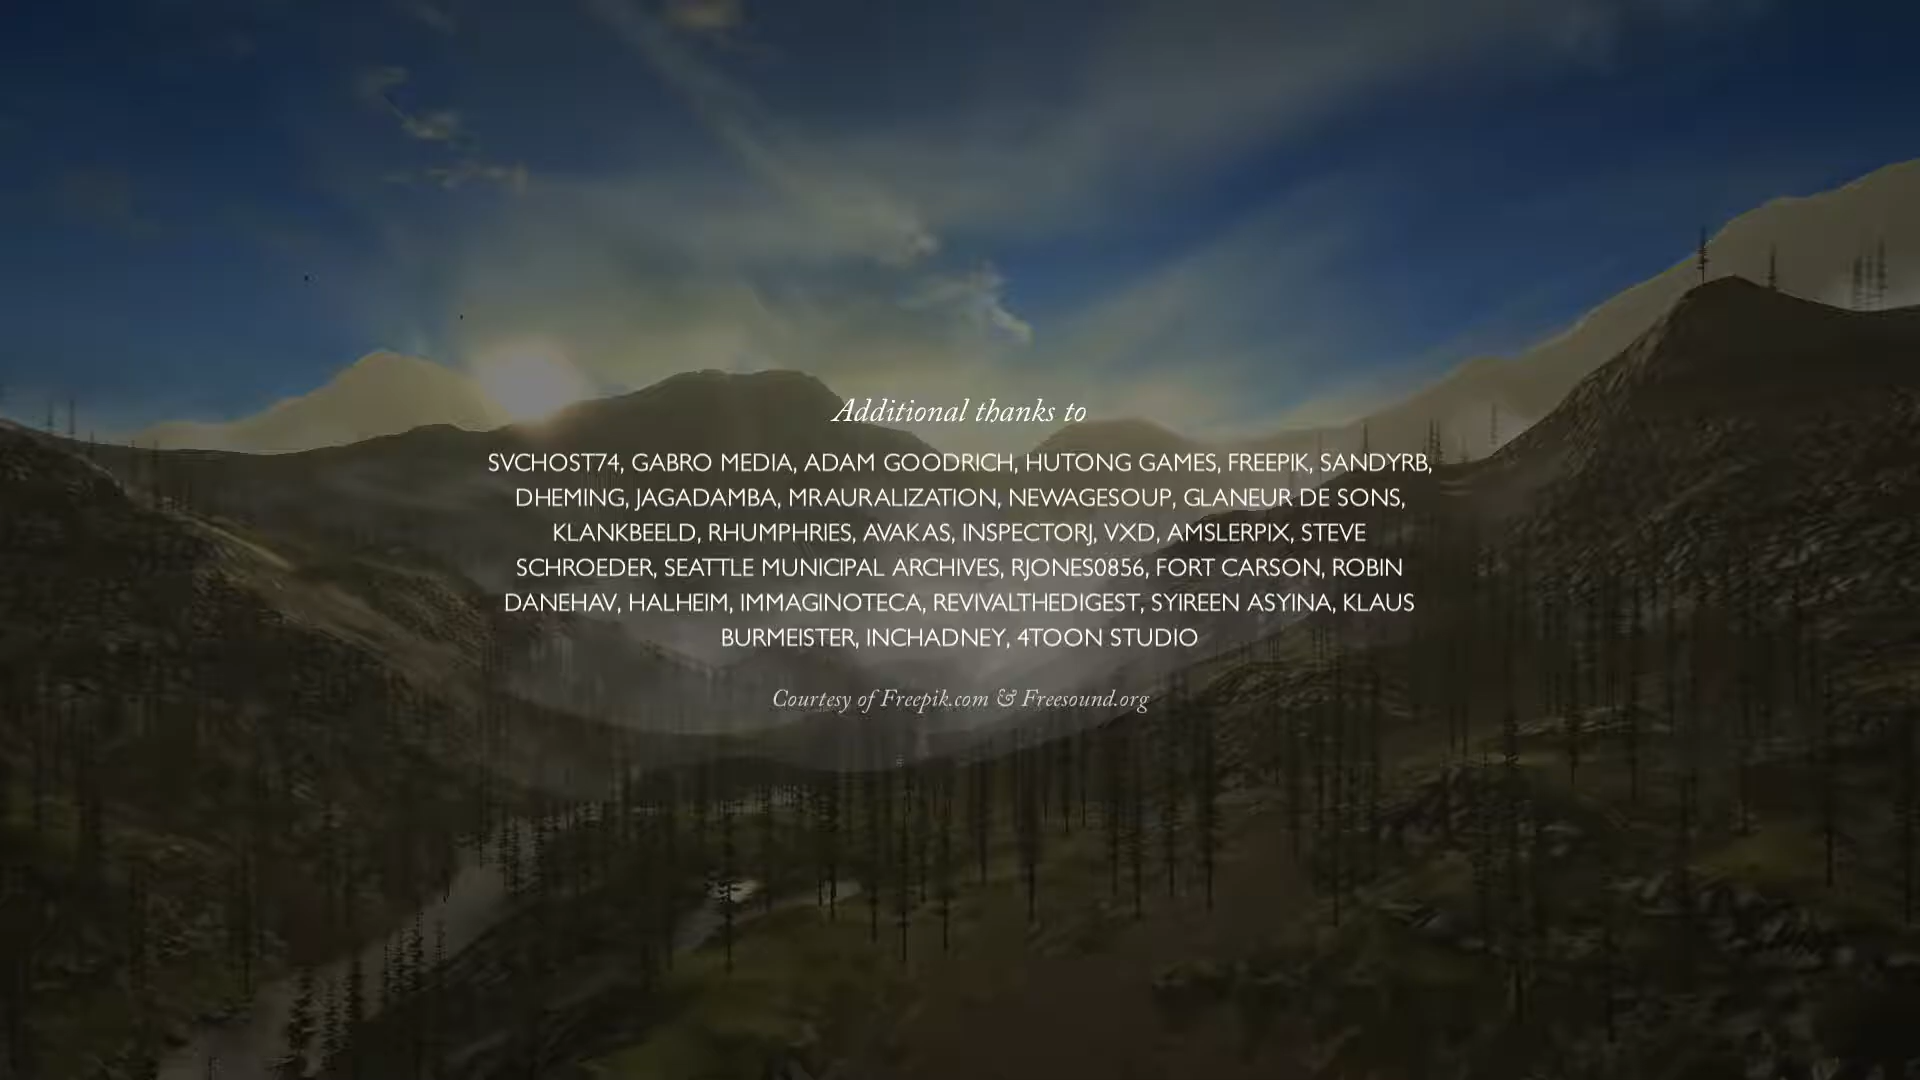 Additional thanks to
SVCHOST74, GABRO MEDIA, ADAM GOODRICH, HUTONG GAMES, FREEPIK, SANDYRB,
DHEMING, JAGADAMBA, MRAURALIZATION, NEWAGESOUP, GLANEUR DE SONS,
KLANKBEELD, RHUMPHRIES, AVAKAS, INSPECTORJ, VXD, AMSLERPIX, STEVE
SCHROEDER, SEATTLE MUNICIPAL ARCHIVES, RJONES0856, FORT CARSON, ROBIN
DANEHAV, HALHEIM, IMMAGINOTECA, REVIVALTHEDIGEST, SYIREEN ASYINA, KLAUS
BURMEISTER, INCHADNEY, 4TOON STUDIO
Courtesy of Freepik.com & Freesound.org